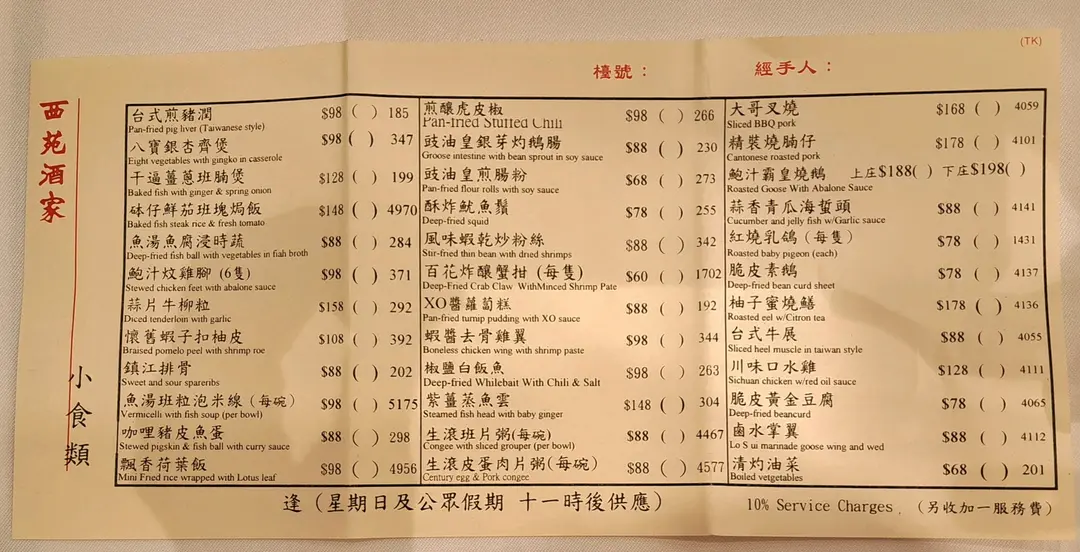 (TK)
檯號：
經手人：
西苑酒家
小食類
台式煎豬潤 $98 ( ) 185
Pan-fried pig liver (Taiwanese style)
八寶銀杏齊煲 $98 ( ) 347
Eight vegetables with gingko in casserole
干逼薑蔥班腩煲 $128 ( ) 199
Baked fish with ginger & spring onion
砵仔鮮茄班塊焗飯 $148 ( ) 4970
Baked fish steak rice & fresh tomato
魚湯魚腐浸時蔬 $88 ( ) 284
Deep-fried fish ball with vegetables in fiah broth
鮑汁炆雞腳 (6隻) $98 ( ) 371
Stewed chicken feet with abalone sauce
蒜片牛柳粒 $158 ( ) 292
Diced tenderloin with garlic
懷舊蝦子扣柚皮 $108 ( ) 392
Braised pomelo peel with shrimp roe
鎮江排骨 $88 ( ) 202
Sweet and sour spareribs
魚湯班粒泡米線 (每碗) $98 ( ) 5175
Vermicelli with fish soup (per bowl)
咖哩豬皮魚蛋 $88 ( ) 298
Stewed pigskin & fish ball with curry sauce
飄香荷葉飯 $98 ( ) 4956
Mini Fried rice wrapped with Lotus leaf
煎釀虎皮椒 $98 ( ) 266
Pan-fried Stuffed Chili
豉油皇銀芽灼鵝腸 $88 ( ) 230
Groose intestine with bean sprout in soy sauce
豉油皇煎腸粉 $68 ( ) 273
Pan-fried flour rolls with soy sauce
酥炸魷魚鬚 $78 ( ) 255
Deep-fried squid
風味蝦乾炒粉絲 $88 ( ) 342
Stir-fried thin bean with dried shrimps
百花炸釀蟹拑 (每隻) $60 ( ) 1702
Deep-Fried Crab Claw WithMinced Shrimp Pate
XO醬蘿蔔糕 $88 ( ) 192
Pan-fried turnip pudding with XO sauce
蝦醬去骨雞翼 $98 ( ) 344
Boneless chicken wing with shrimp paste
椒鹽白飯魚 $98 ( ) 263
Deep-fried Whilebait With Chili & Salt
紫薑蒸魚雲 $148 ( ) 304
Steamed fish head with baby ginger
生滾班片粥(每碗) $88 ( ) 4467
Congee with sliced grouper (per bowl)
生滾皮蛋肉片粥(每碗) $88 ( ) 4577
Century egg & Pork congee
大哥叉燒 $168 ( ) 4059
Sliced BBQ pork
精裝燒腩仔 $178 ( ) 4101
Cantonese roasted pork
鮑汁霸皇燒鵝 上庄$188( ) 下庄$198( )
Roasted Goose With Abalone Sauce
蒜香青瓜海蜇頭 $88 ( ) 4141
Cucumber and jelly fish w/Garlic sauce
紅燒乳鴿 (每隻) $78 ( ) 1431
Roasted baby pigeon (each)
脆皮素鵝 $78 ( ) 4137
Deep-fried bean curd sheet
柚子蜜燒鱔 $178 ( ) 4136
Roasted eel w/Citron tea
台式牛展 $88 ( ) 4055
Sliced heel muscle in taiwan style
川味口水雞 $128 ( ) 4111
Sichuan chicken w/red oil sauce
脆皮黃金豆腐 $78 ( ) 4065
Deep-fried beancurd
鹵水掌翼 $88 ( ) 4112
Lo S ui marinade goose wing and wed
清灼油菜 $68 ( ) 201
Boiled vetgetables
逢 (星期日及公眾假期 十一時後供應)
10% Service Charges , (另收加一服務費)